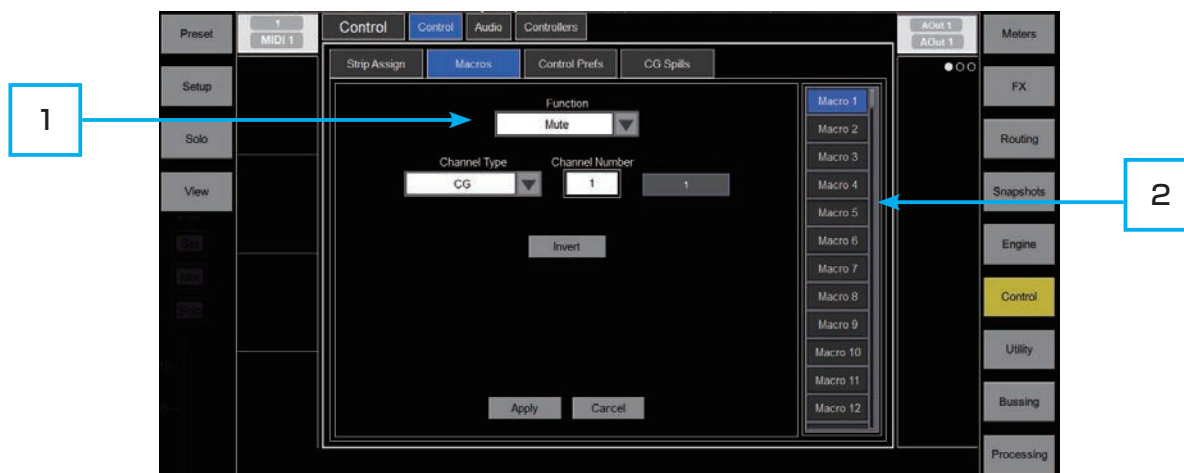 Preset
1
MIDI 1
Control
Control
Audio
Controllers
AOut 1
AOut 1
Meters
Strip Assign
Macros
Control Prefs
CG Spills
Setup
FX
Function
Macro 1
1
Mute
Macro 2
Solo
Routing
Channel Type
Channel Number
Macro 3
CG
1
1
Macro 4
View
Snapshots
2
Macro 5
Invert
Macro 6
Engine
Macro 7
Macro 8
Control
Macro 9
Macro 10
Utility
Macro 11
Apply
Cancel
Macro 12
Bussing
Processing